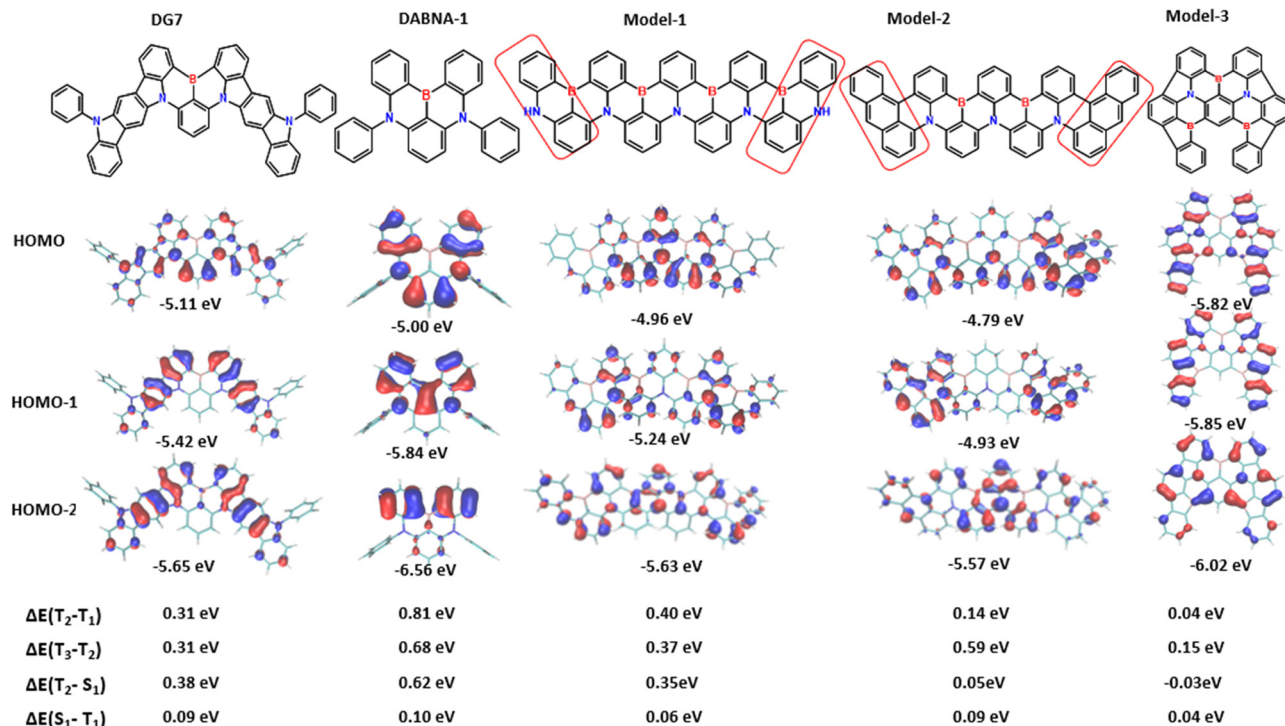 DG7 DABNA-1 Model-1 Model-2 Model-3
B B B B B B B B B
N N N N HN N N N NH N N N N
N N B B
HOMO
-5.11 eV -5.00 eV -4.96 eV -4.79 eV -5.82 eV
HOMO-1
-5.42 eV -5.84 eV -5.24 eV -4.93 eV -5.85 eV
HOMO-2
-5.65 eV -6.56 eV -5.63 eV -5.57 eV -6.02 eV
ΔE(T₂-T₁) 0.31 eV 0.81 eV 0.40 eV 0.14 eV 0.04 eV
ΔE(T₃-T₂) 0.31 eV 0.68 eV 0.37 eV 0.59 eV 0.15 eV
ΔE(T₂- S₁) 0.38 eV 0.62 eV 0.35eV 0.05eV -0.03eV
ΔE(S₁- T₁) 0.09 eV 0.10 eV 0.06 eV 0.09 eV 0.04 eV